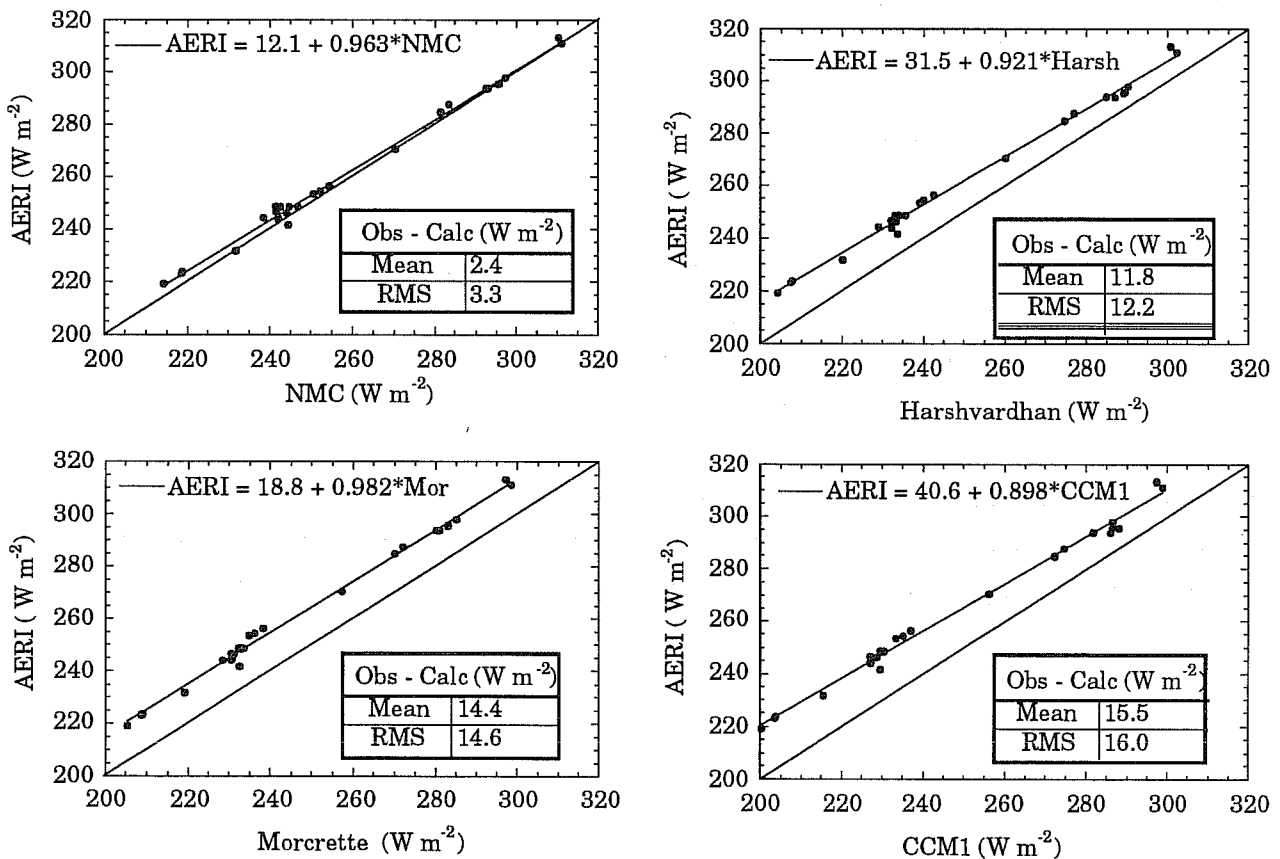 320
300
280
260
240
220
200
AERI (W m-2)
AERI = 12.1 + 0.963*NMC
Obs - Calc (W m-2)
Mean 2.4
RMS 3.3
200 220 240 260 280 300 320
NMC (W m-2)
320
300
280
260
240
220
200
AERI ( W m-2)
AERI = 31.5 + 0.921*Harsh
Obs - Calc (W m-2)
Mean 11.8
RMS 12.2
200 220 240 260 280 300 320
Harshvardhan (W m-2)
320
300
280
260
240
220
200
AERI ( W m-2)
AERI = 18.8 + 0.982*Mor
Obs - Calc (W m-2)
Mean 14.4
RMS 14.6
200 220 240 260 280 300 320
Morcrette (W m-2)
320
300
280
260
240
220
200
AERI ( W m-2)
AERI = 40.6 + 0.898*CCM1
Obs - Calc (W m-2)
Mean 15.5
RMS 16.0
200 220 240 260 280 300 320
CCM1 (W m-2)